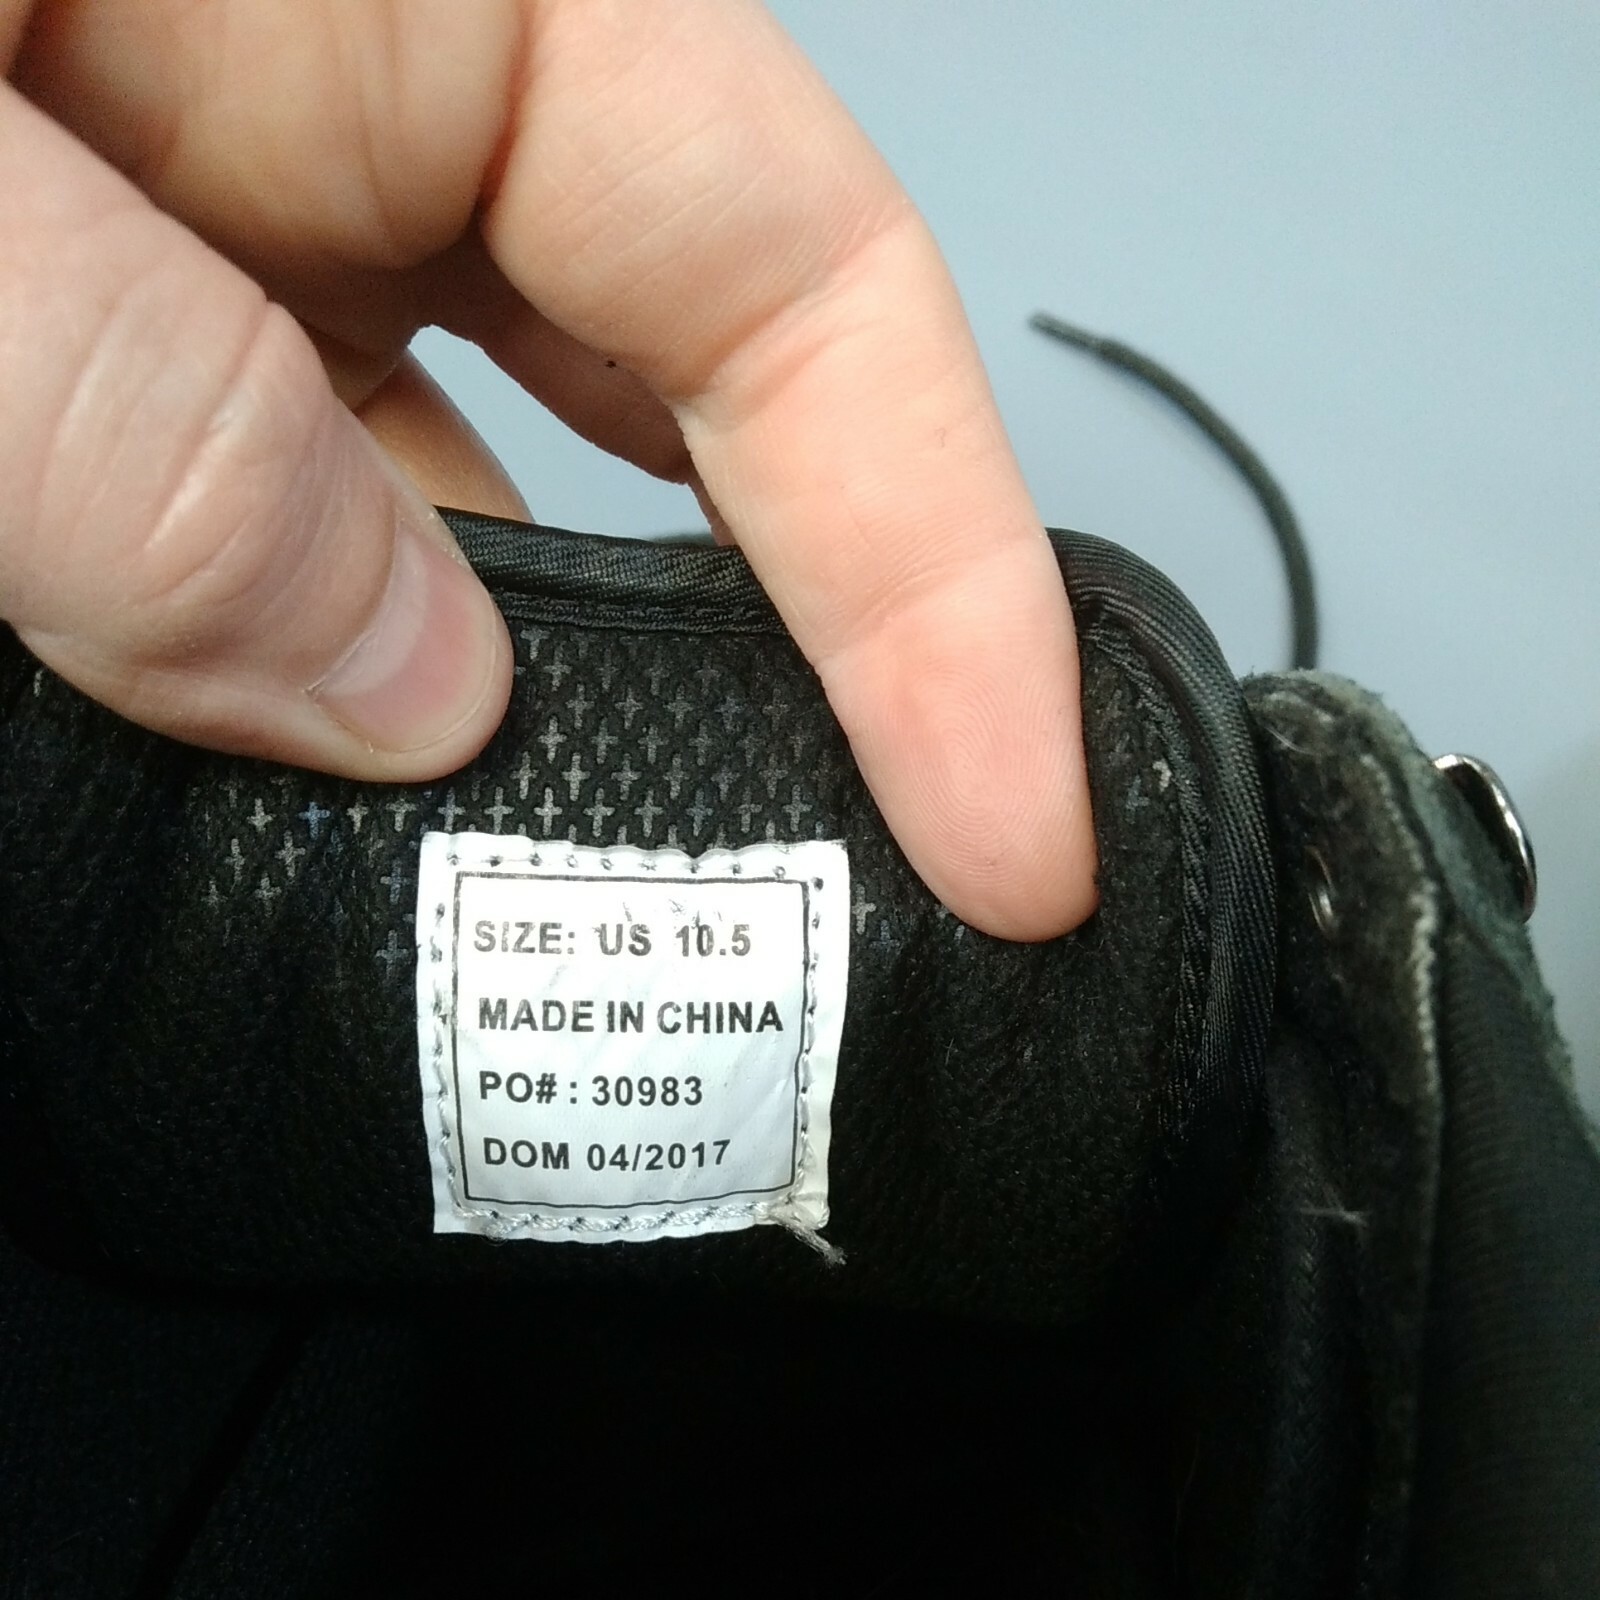 SIZE: US 10.5
MADE IN CHINA
PO# : 30983
DOM 04/2017